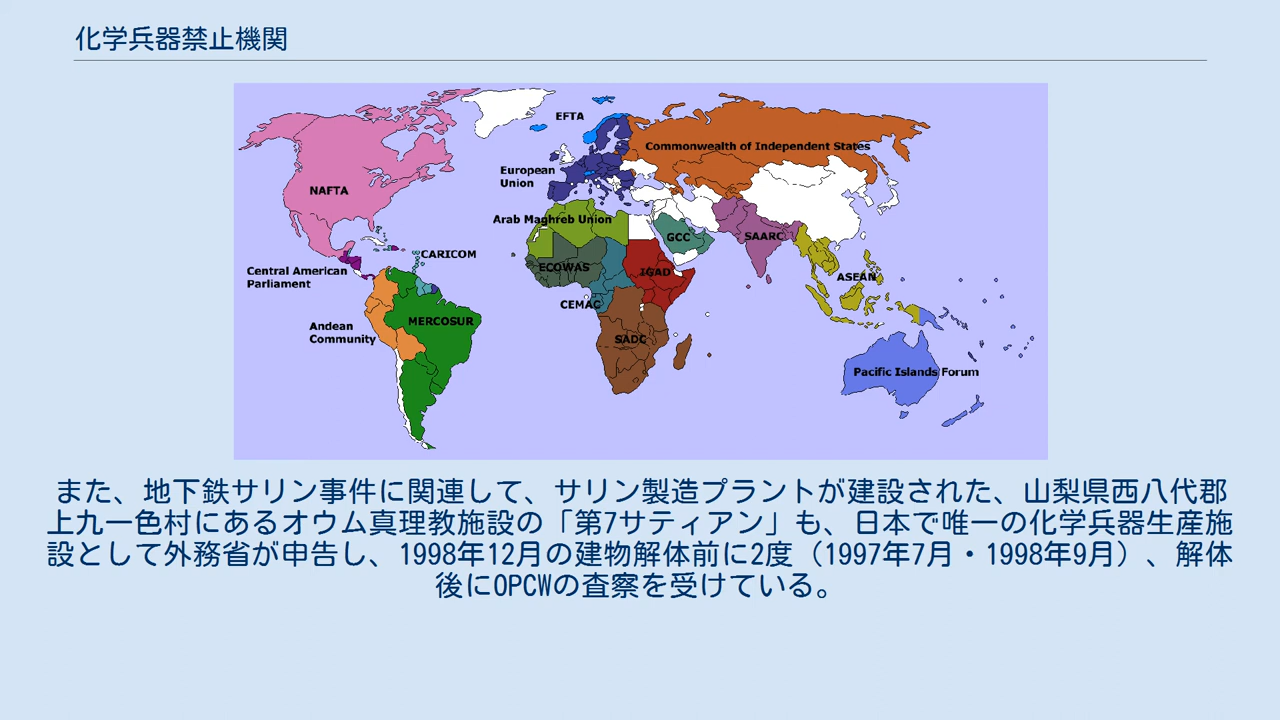 化学兵器禁止機関
EFTA
Commonwealth of Independent States
European
Union
NAFTA
Arab Maghreb Union
GCC
SAARC
CARICOM
ECOWAS
IGAD
Central American
Parliament
ASEAN
CEMAC
MERCOSUR
Andean
Community
SADC
Pacific Islands Forum
また、地下鉄サリン事件に関連して、サリン製造プラントが建設された、山梨県西八代郡
上九一色村にあるオウム真理教施設の「第7サティアン」も、日本で唯一の化学兵器生産施
設として外務省が申告し、1998年12月の建物解体前に2度（1997年7月・1998年9月）、解体
後にOPCWの査察を受けている。